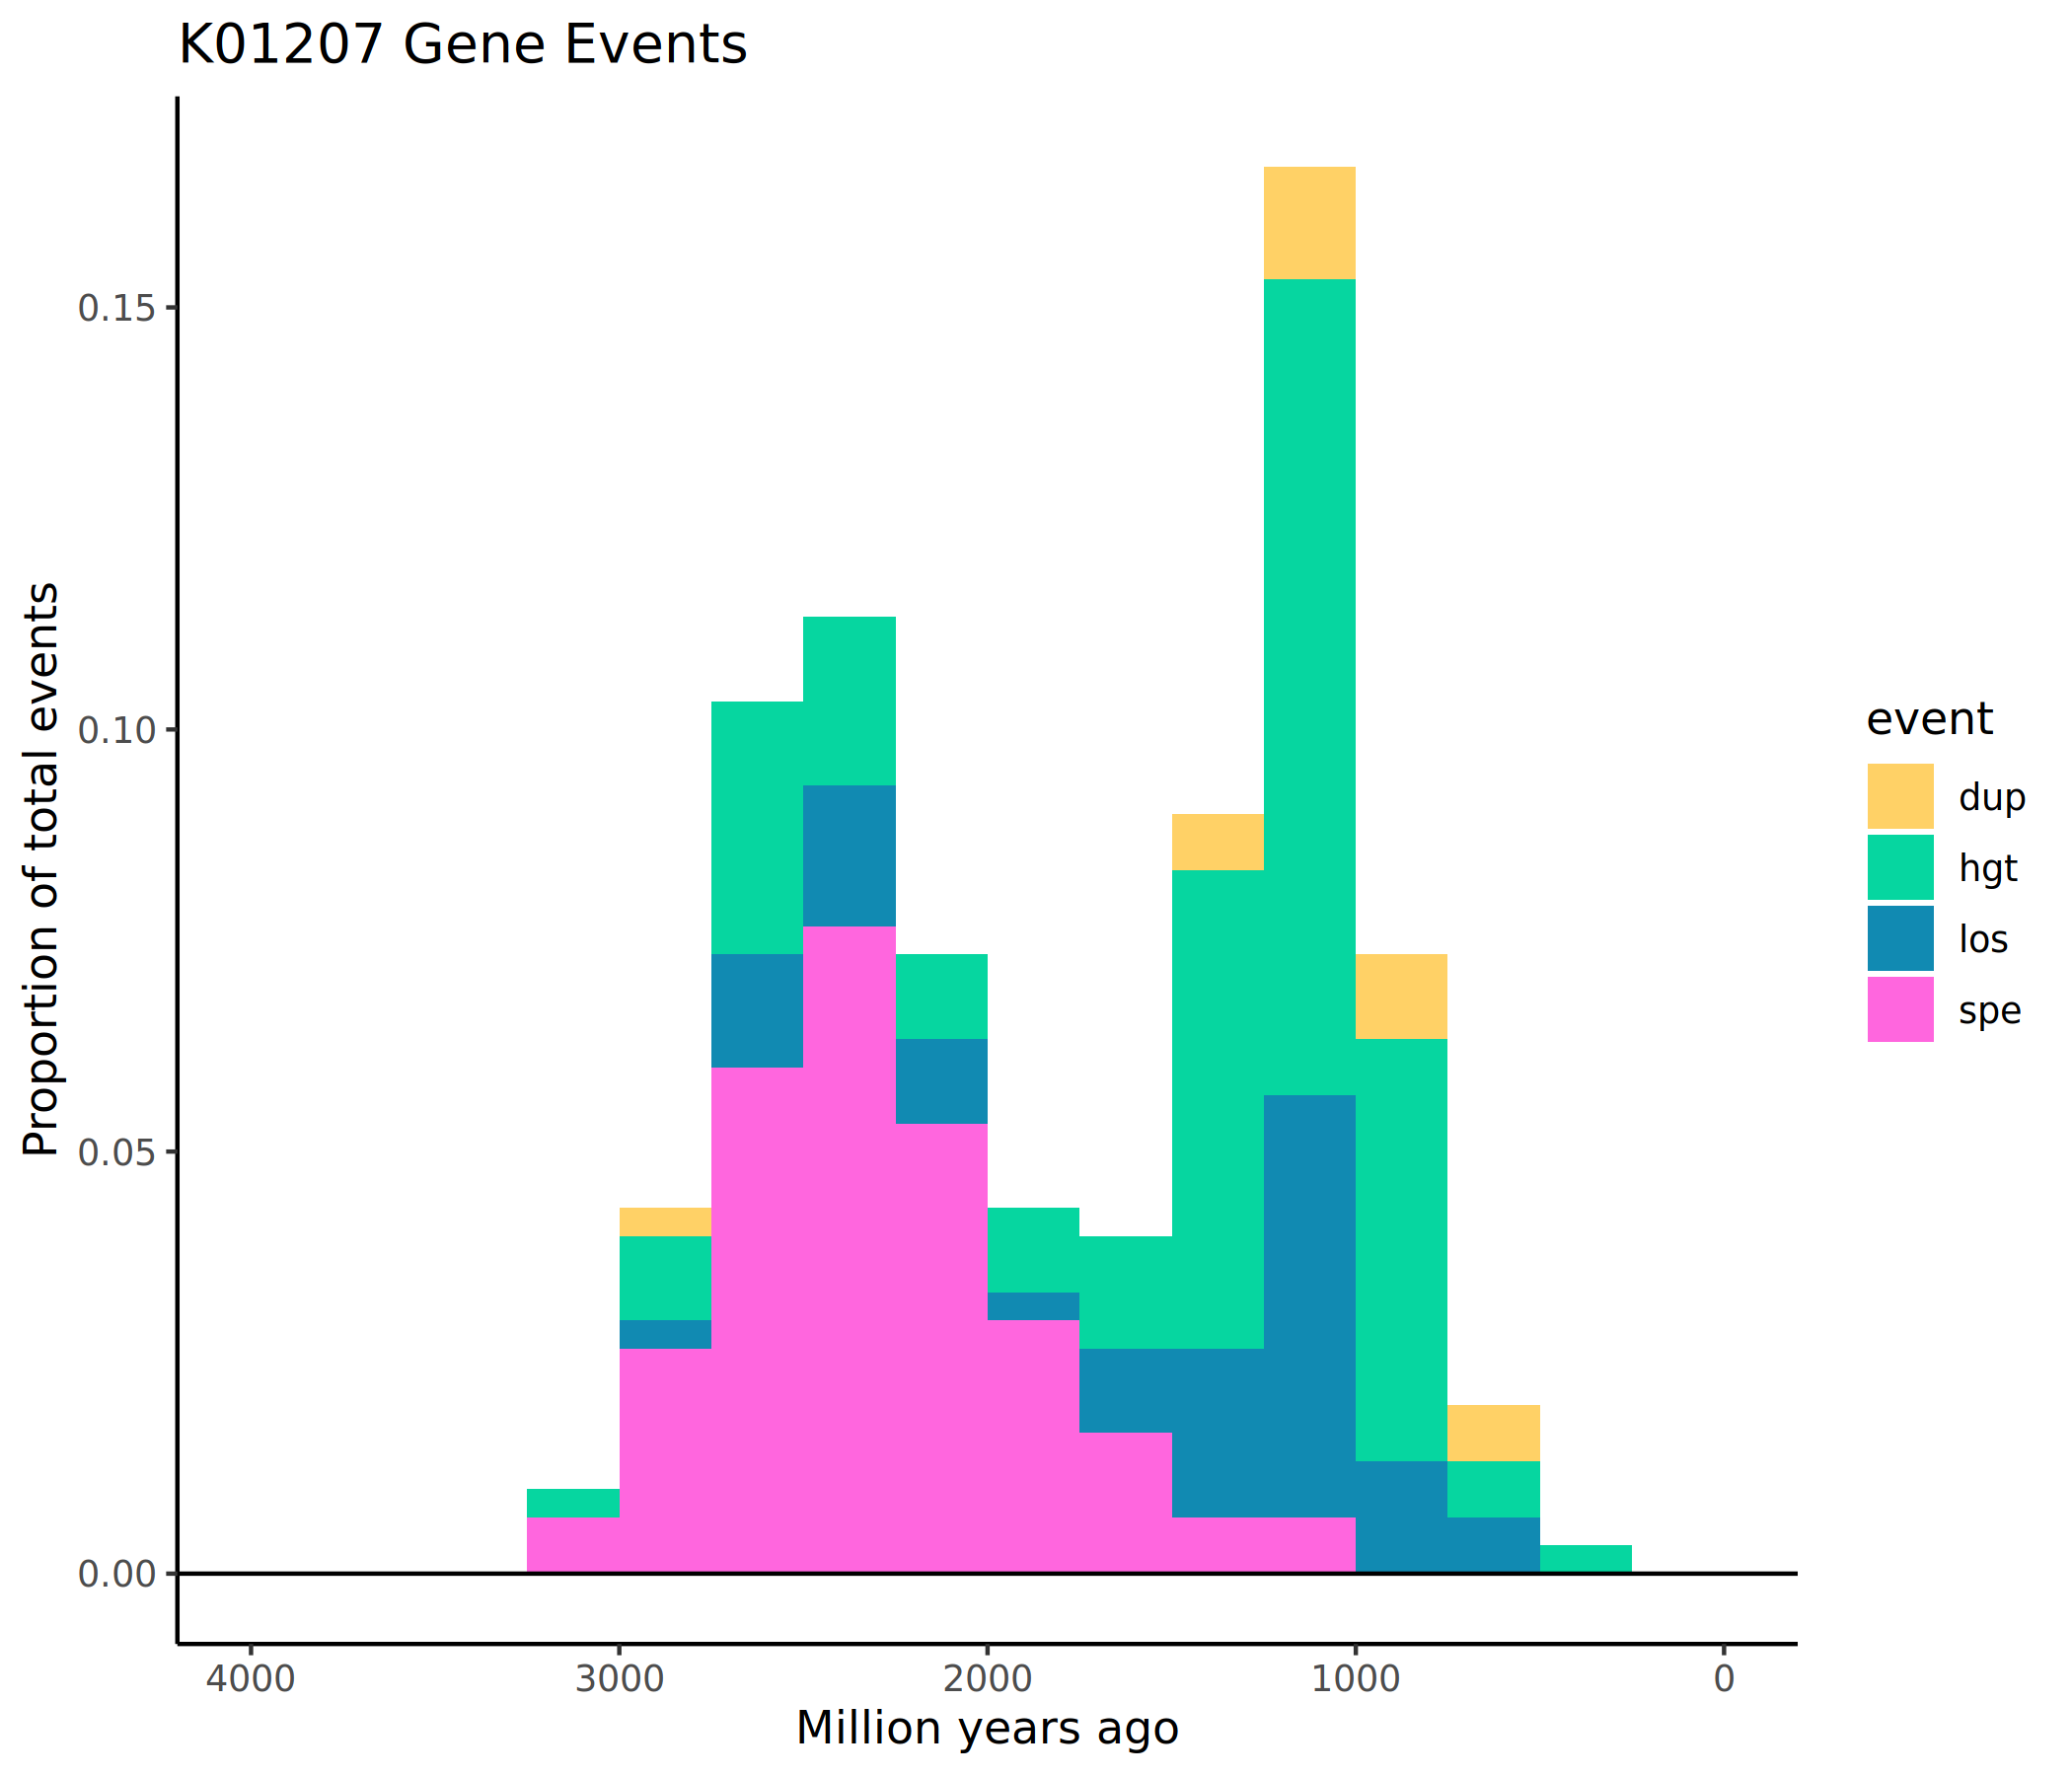 K01207 Gene Events
Proportion of total events
0.15
0.10
0.05
0.00
4000 3000 2000 1000 0
Million years ago
event
dup
hgt
los
spe